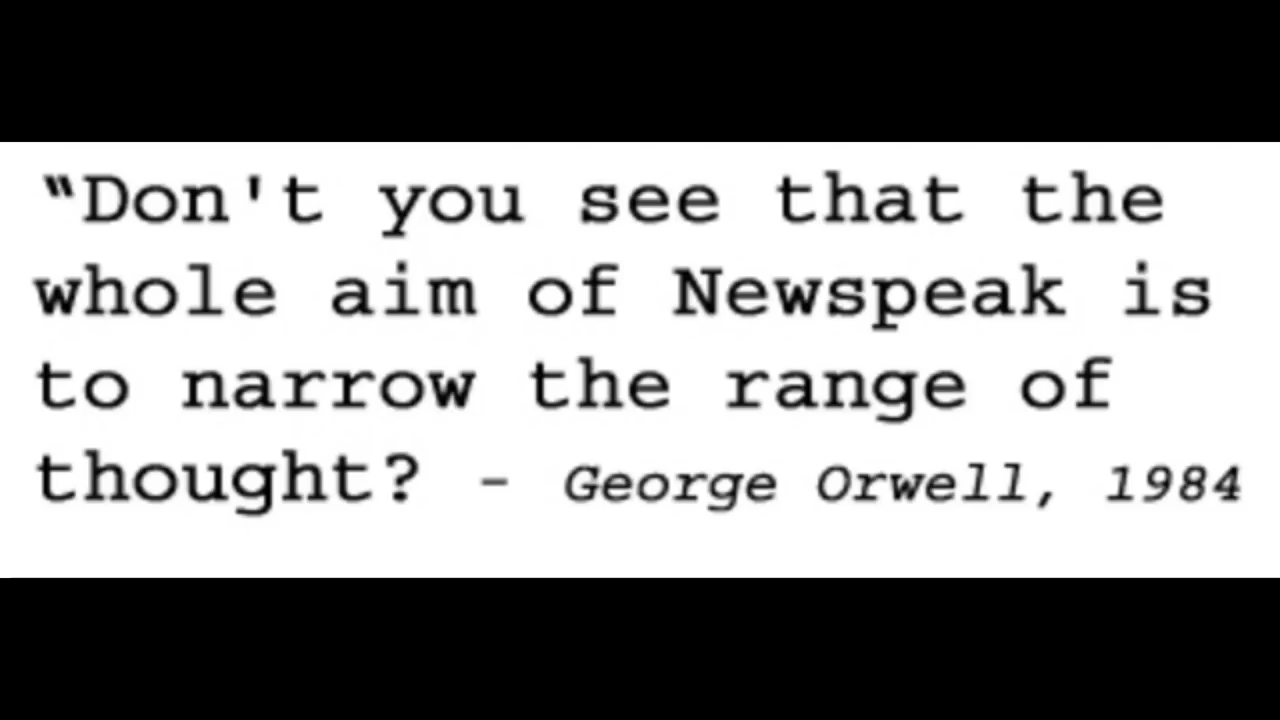 “Don't you see that the
whole aim of Newspeak is
to narrow the range of
thought? - George Orwell, 1984